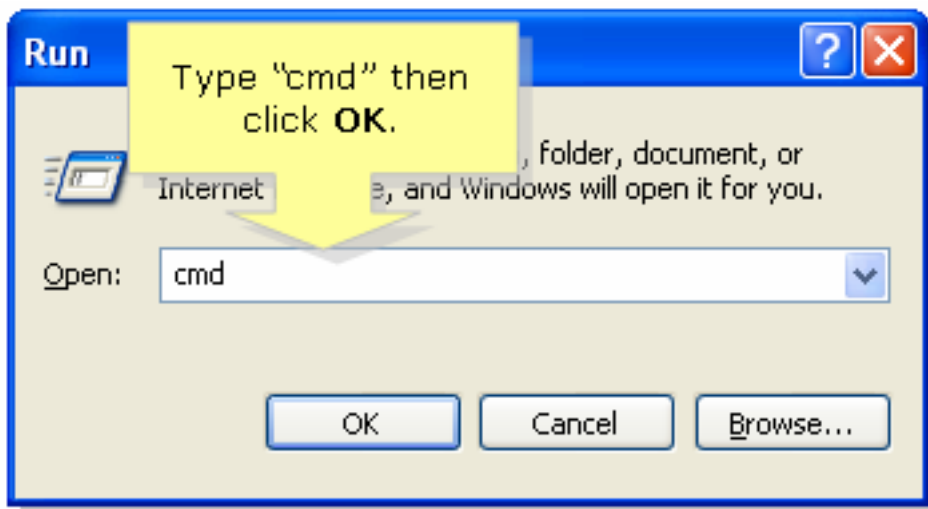 Run
Type “cmd” then
click OK.
, folder, document, or
Internet , and Windows will open it for you.
Open: cmd
OK Cancel Browse...